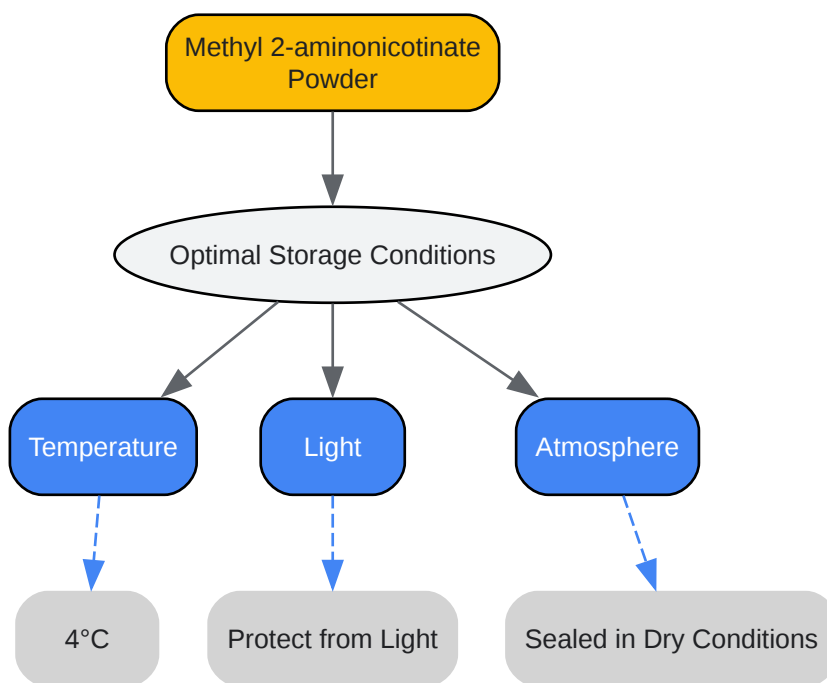 Methyl 2-aminonicotinate
Powder
Optimal Storage Conditions
Temperature
Light
Atmosphere
4°C
Protect from Light
Sealed in Dry Conditions